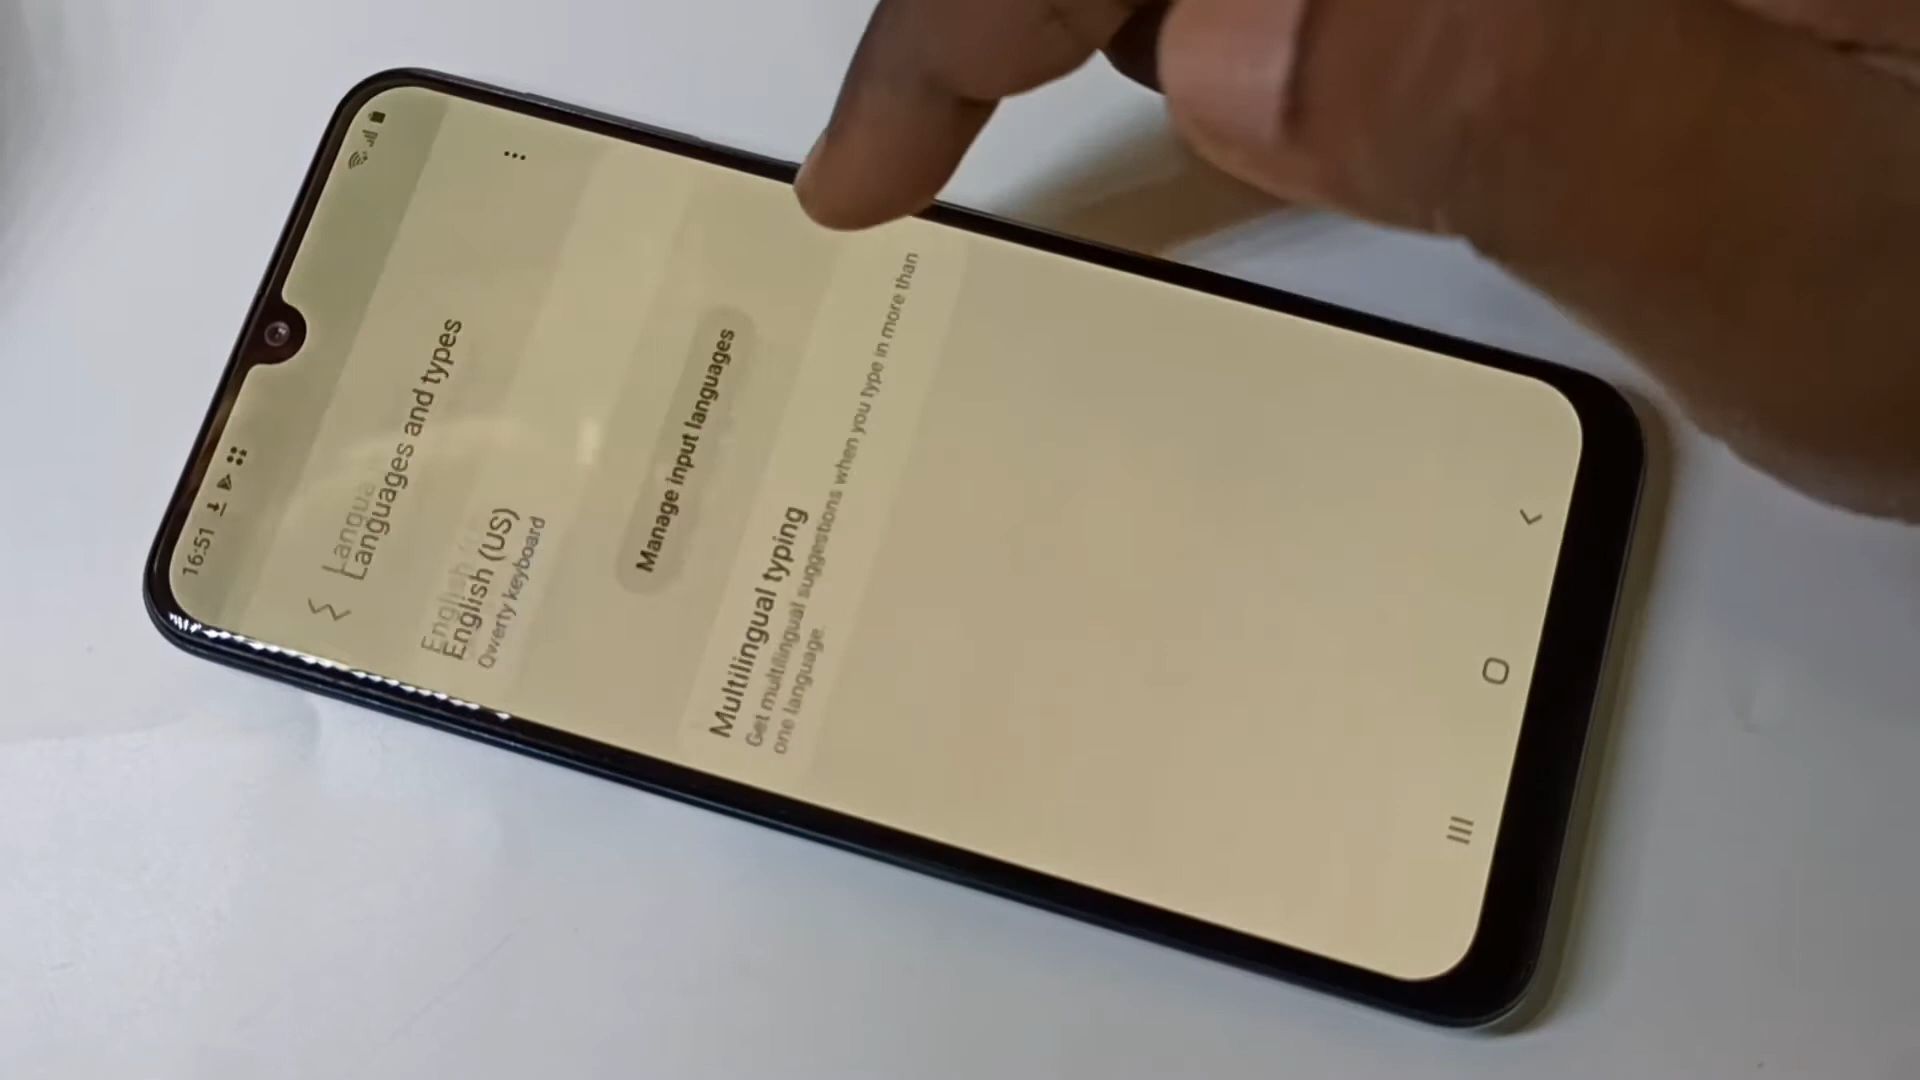 16:51
Languages and types
English (US)
Qwerty keyboard
Manage input languages
Multilingual typing
Get multilingual suggestions when you type in more than
one language.